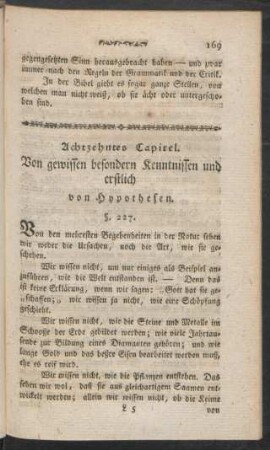 169
gegengesetzten Sinn herausgebracht haben — und zwar
immer nach den Regeln der Grammatik und der Critik.
In der Bibel giebt es sogar ganze Stellen, von
welchen man nicht weiß, ob sie ächt oder untergescho-
ben sind.
Achtzehntes Capitel.
Von gewissen besondern Kenntnissen und
erstlich
von Hypothesen.
§. 227.
Von den mehresten Begebenheiten in der Natur sehen
wir weder die Ursachen, noch die Art, wie sie ge-
schehen.
Wir wissen nicht, um nur einiges als Beispiel an-
zuführen, wie die Welt entstanden ist. — Denn das
ist keine Erklärung, wenn wir sagen: „Gott hat sie ge-
„schaffen;„ wir wissen ja nicht, wie eine Schöpfung
geschieht.
Wir wissen nicht, wie die Steine und Metalle im
Schooße der Erde gebildet werden; wie viele Jahrtau-
sende zur Bildung eines Diemanten gehören; und wie
lange Gold und das beßre Eisen bearbeitet werden muß,
ehe es reif wird.
Wir wissen nicht, wie die Pflanzen entstehen. Das
sehen wir wol, daß sie aus gleichartigem Saamen ent-
wickelt werden; allein wir wissen nicht, ob die Keime
L 5
von